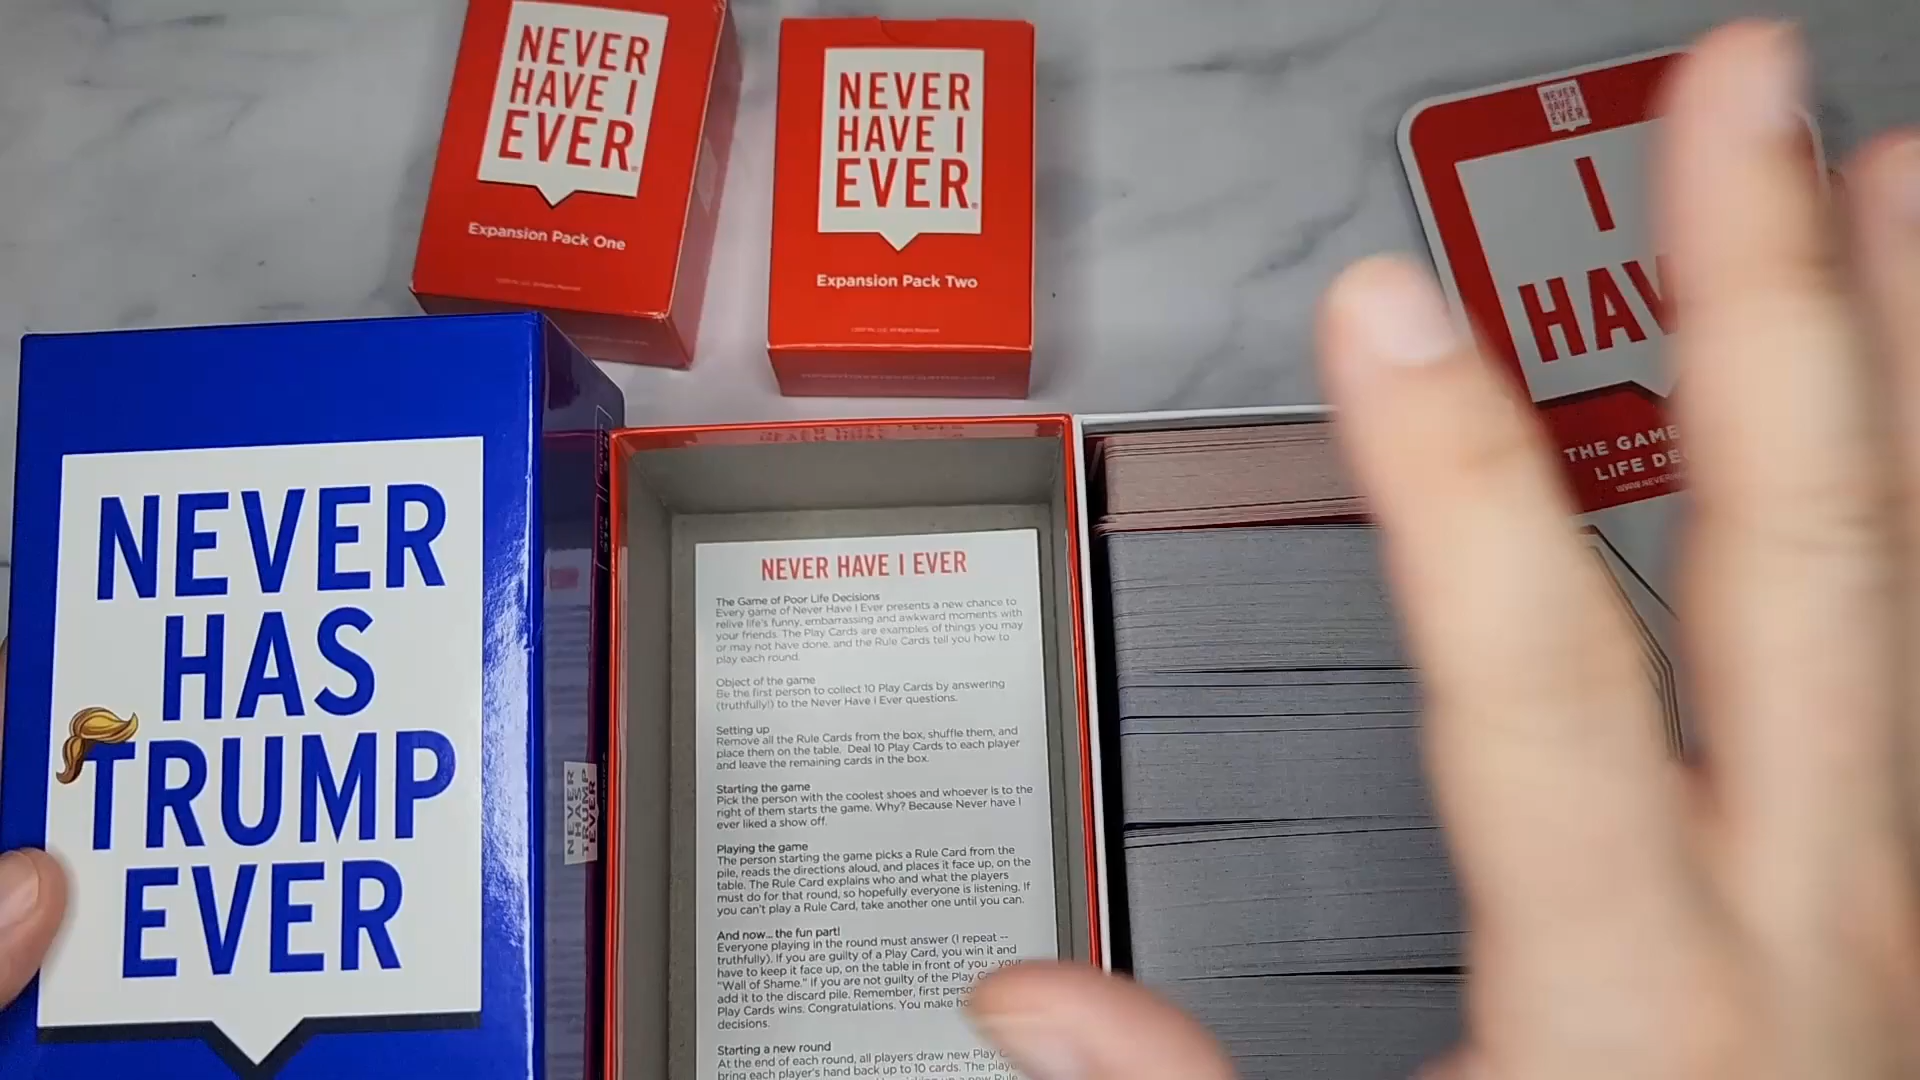 NEVER
HAVE I
EVER
Expansion Pack One
NEVER
HAVE I
EVER
Expansion Pack Two
NEVER
HAVE I
EVER
I
HAV
THE GAME
LIFE DE
NEVER
HAS
TRUMP
EVER
NEVER
HAS
TRUMP
EVER
NEVER HAVE I EVER
The Game of Poor Life Decisions
Every game of Never Have I Ever presents a new chance to
relive life's funny, embarrassing and awkward moments with
your friends. The Play Cards are examples of things you may
or may not have done, and the Rule Cards tell you how to
play each round.
Object of the game
Be the first person to collect 10 Play Cards by answering
(truthfully!) to the Never Have I Ever questions.
Setting up
Remove all the Rule Cards from the box, shuffle them, and
place them on the table. Deal 10 Play Cards to each player
and leave the remaining cards in the box.
Starting the game
Pick the person with the coolest shoes and whoever is to the
right of them starts the game. Why? Because Never have I
ever liked a show off.
Playing the game
The person starting the game picks a Rule Card from the
pile, reads the directions aloud, and places it face up, on the
table. The Rule Card explains who and what the players
must do for that round, so hopefully everyone is listening. If
you can't play a Rule Card, take another one until you can.
And now... the fun part!
Everyone playing in the round must answer (I repeat --
truthfully). If you are guilty of a Play Card, you win it and
have to keep it face up, on the table in front of you - your
"Wall of Shame." If you are not guilty of the Play
add it to the discard pile. Remember, first
Play Cards wins. Congratulations. You make
decisions.
Starting a new round
At the end of each round, all players draw new Play
bring each player's hand back up to 10 cards. The